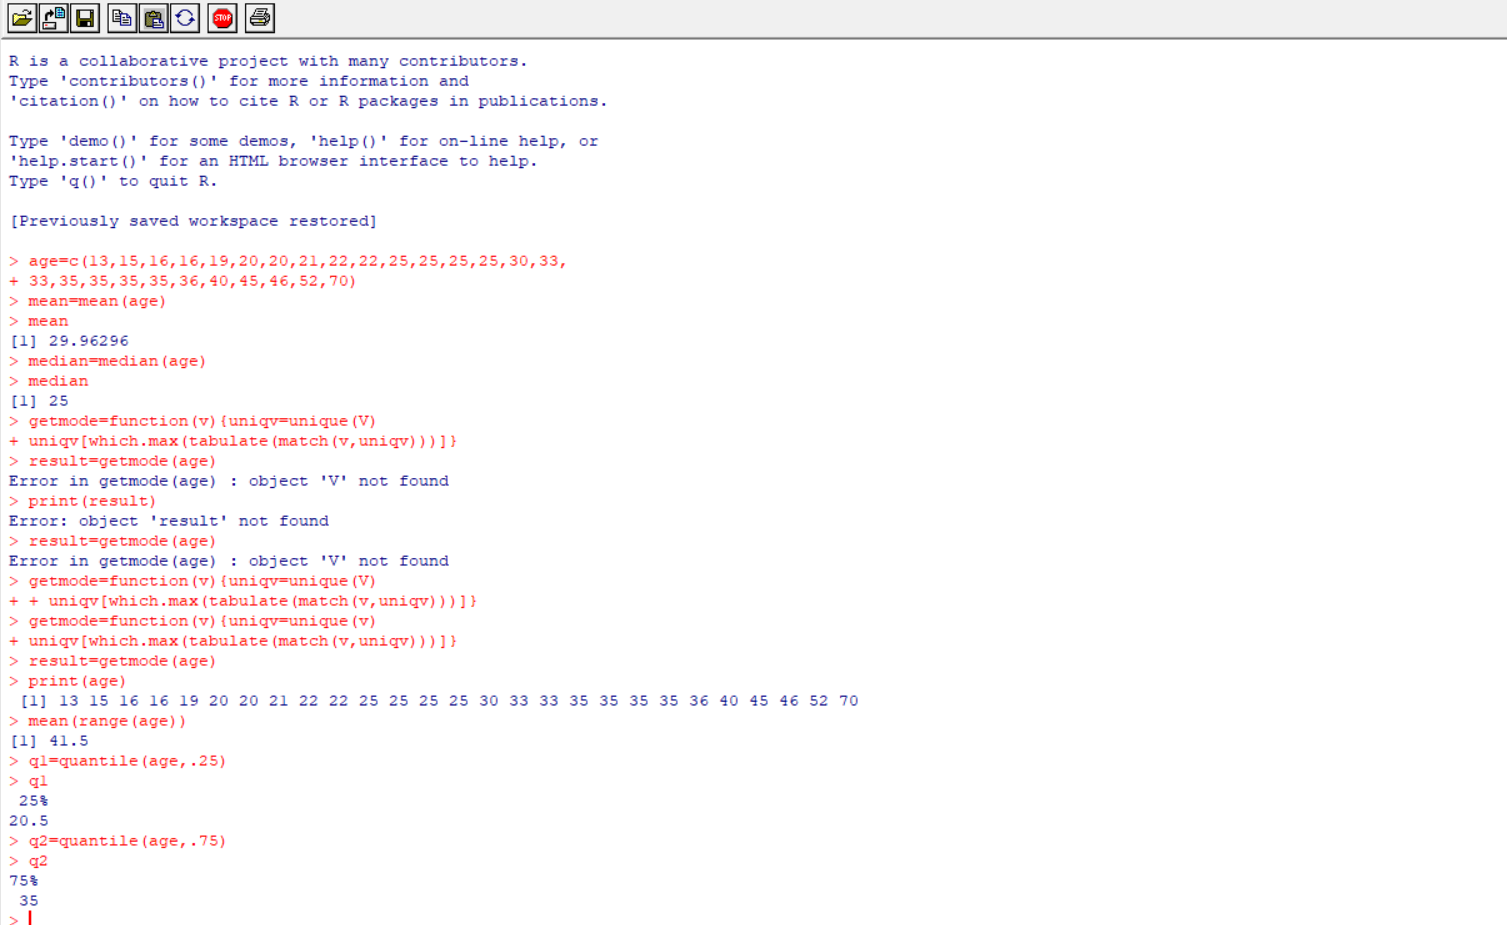 STOP
R is a collaborative project with many contributors.
Type 'contributors()' for more information and
'citation()' on how to cite R or R packages in publications.
Type 'demo()' for some demos, 'help()' for on-line help, or
'help.start()' for an HTML browser interface to help.
Type 'q()' to quit R.
[Previously saved workspace restored]
> age=c(13,15,16,16,19,20,20,21,22,22,25,25,25,25,30,33,
+ 33,35,35,35,35,36,40,45,46,52,70)
> mean=mean(age)
> mean
[1] 29.96296
> median=median(age)
> median
[1] 25
> getmode=function(v){uniqv=unique(V)
+ uniqv[which.max(tabulate(match(v,uniqv)))]}
> result=getmode(age)
Error in getmode(age) : object 'V' not found
> print(result)
Error: object 'result' not found
> result=getmode(age)
Error in getmode(age) : object 'V' not found
> getmode=function(v){uniqv=unique(V)
+ + uniqv[which.max(tabulate(match(v,uniqv)))]}
> getmode=function(v){uniqv=unique(v)
+ uniqv[which.max(tabulate(match(v,uniqv)))]}
> result=getmode(age)
> print(age)
[1] 13 15 16 16 19 20 20 21 22 22 25 25 25 25 30 33 33 35 35 35 35 36 40 45 46 52 70
> mean(range(age))
[1] 41.5
> q1=quantile(age,.25)
> q1
25%
20.5
> q2=quantile(age,.75)
> q2
75%
35
>